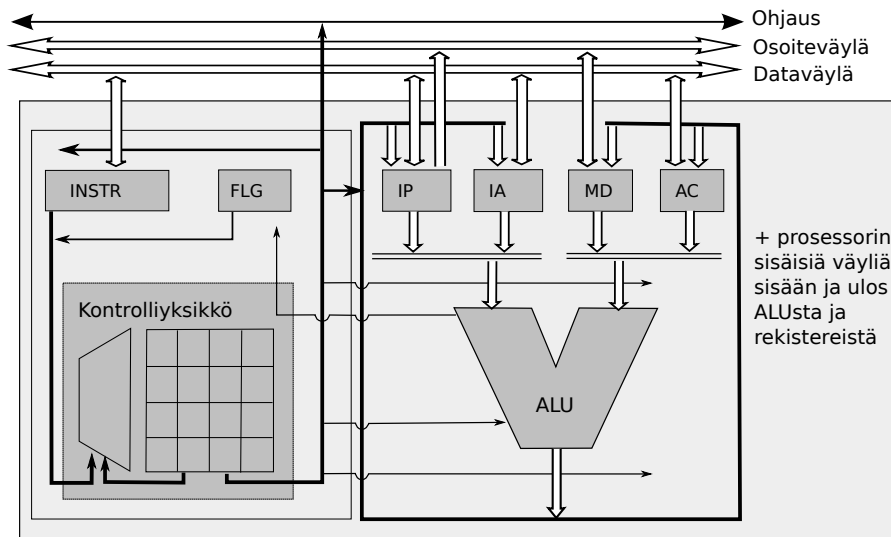 Ohjaus
Osoiteväylä
Dataväylä
INSTR
FLG
IP
IA
MD
AC
+ prosessorin
sisäisiä väyliä
sisään ja ulos
ALUsta ja
rekistereistä
Kontrolliyksikkö
ALU